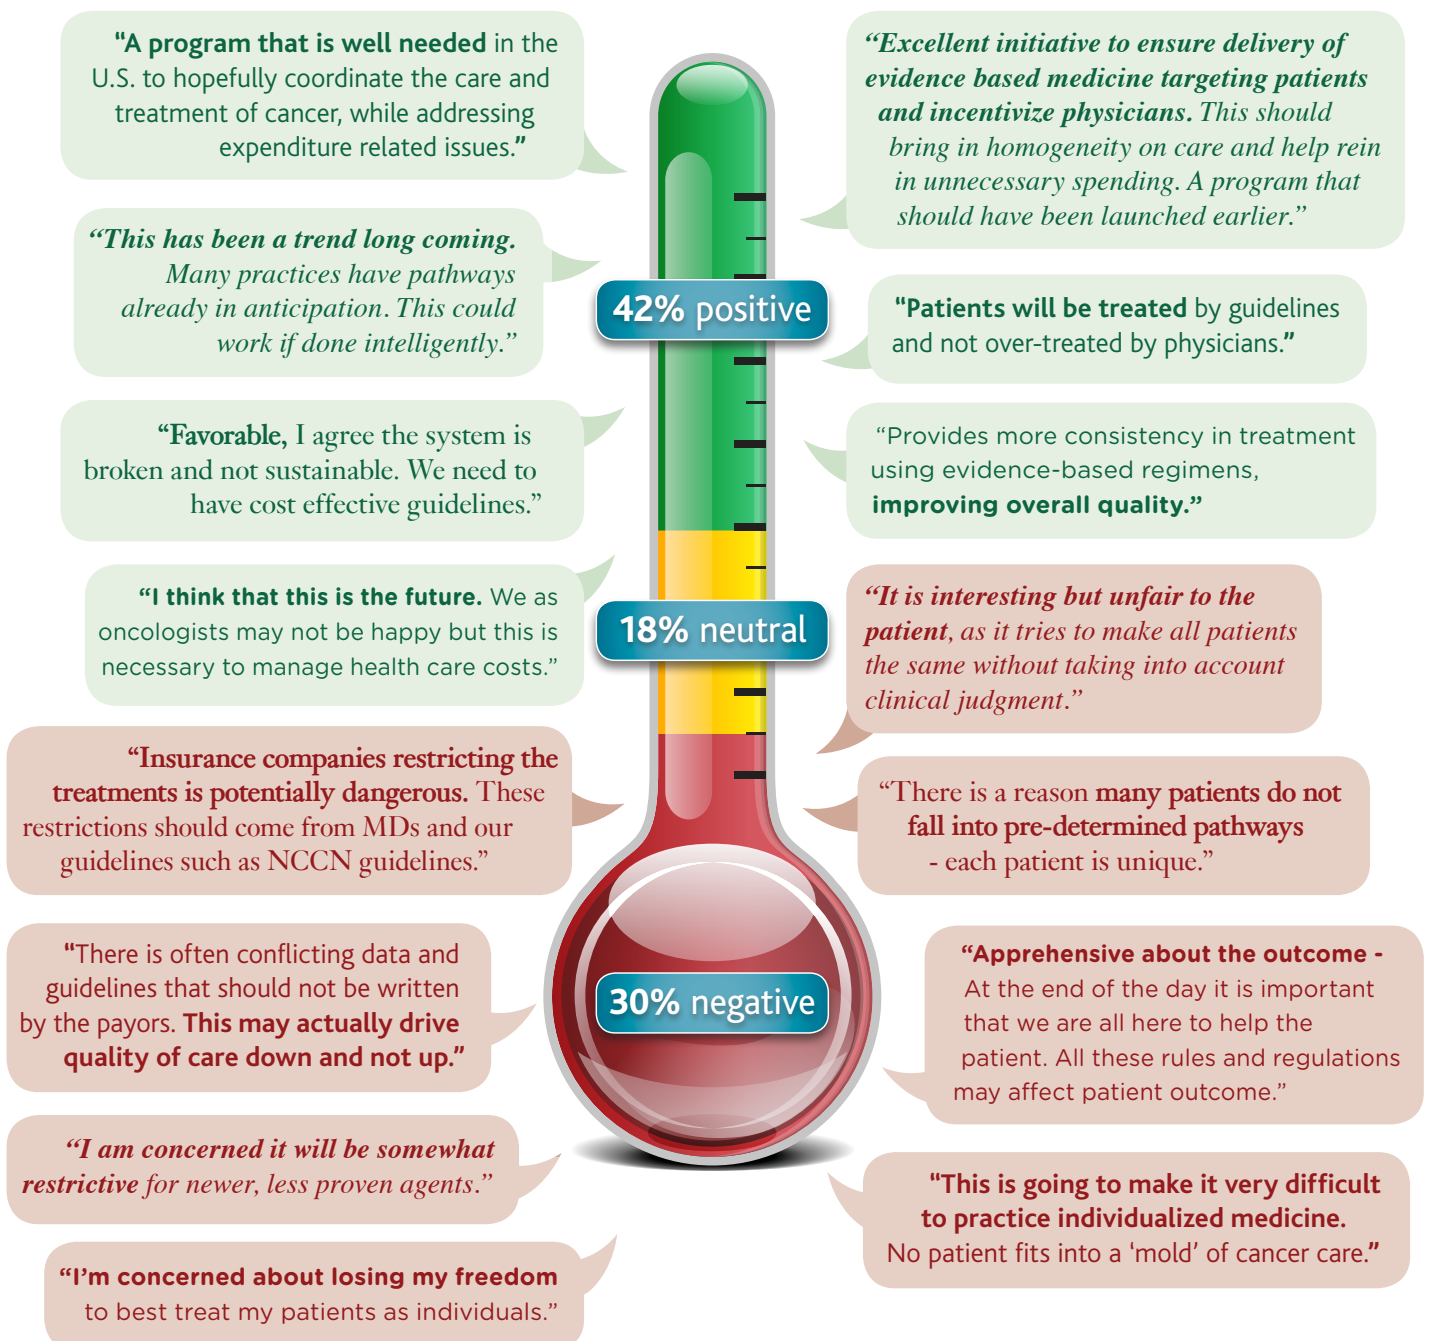 “A program that is well needed in the
U.S. to hopefully coordinate the care and
treatment of cancer, while addressing
expenditure related issues.”
“Excellent initiative to ensure delivery of
evidence based medicine targeting patients
and incentivize physicians. This should
bring in homogeneity on care and help rein
in unnecessary spending. A program that
should have been launched earlier.”
“This has been a trend long coming.
Many practices have pathways
already in anticipation. This could
work if done intelligently.”
42% positive
“Patients will be treated by guidelines
and not over-treated by physicians.”
“Favorable, I agree the system is
broken and not sustainable. We need to
have cost effective guidelines.”
“Provides more consistency in treatment
using evidence-based regimens,
improving overall quality.”
“I think that this is the future. We as
oncologists may not be happy but this is
necessary to manage health care costs.”
18% neutral
“It is interesting but unfair to the
patient, as it tries to make all patients
the same without taking into account
clinical judgment.”
“Insurance companies restricting the
treatments is potentially dangerous. These
restrictions should come from MDs and our
guidelines such as NCCN guidelines.”
“There is a reason many patients do not
fall into pre-determined pathways
- each patient is unique.”
“There is often conflicting data and
guidelines that should not be written
by the payors. This may actually drive
quality of care down and not up.”
30% negative
“Apprehensive about the outcome -
At the end of the day it is important
that we are all here to help the
patient. All these rules and regulations
may affect patient outcome.”
“I am concerned it will be somewhat
restrictive for newer, less proven agents.”
“This is going to make it very difficult
to practice individualized medicine.
No patient fits into a ‘mold’ of cancer care.”
“I’m concerned about losing my freedom
to best treat my patients as individuals.”